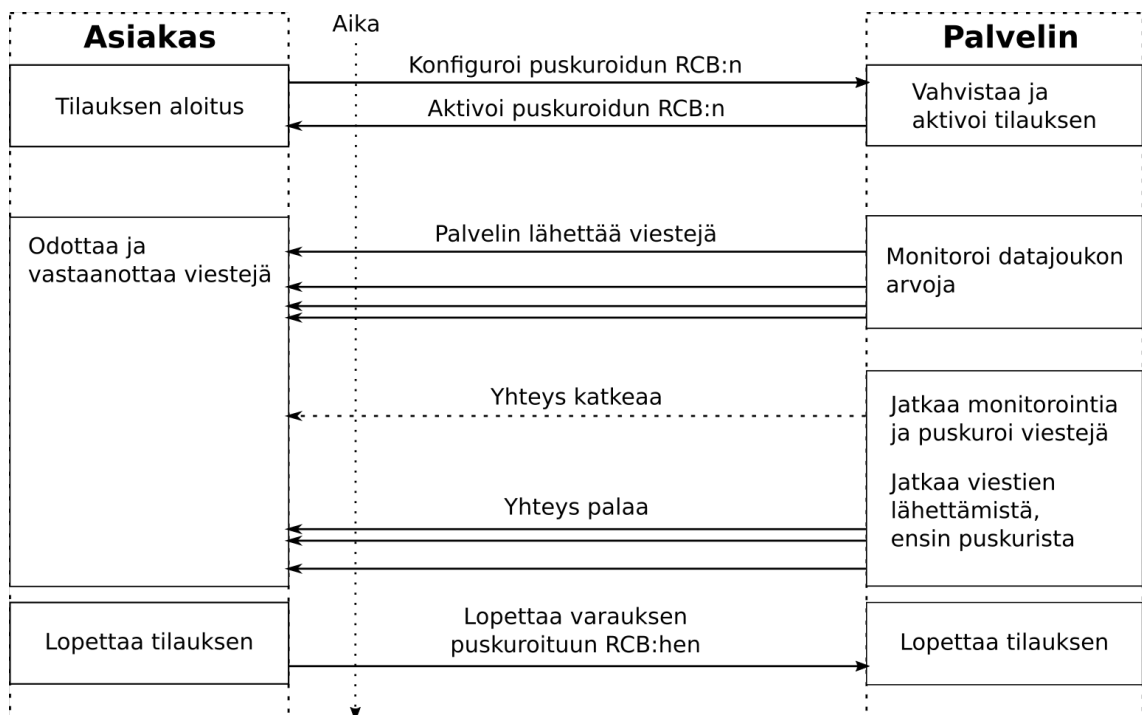 Asiakas
Aika
Palvelin
Konfiguroi puskuroidun RCB:n
Tilauksen aloitus
Aktivoi puskuroidun RCB:n
Vahvistaa ja
aktivoi tilauksen
Odottaa ja
vastaanottaa viestejä
Palvelin lähettää viestejä
Monitoroi datajoukon
arvoja
Yhteys katkeaa
Jatkaa monitorointia
ja puskuroi viestejä
Yhteys palaa
Jatkaa viestien
lähettämistä,
ensin puskurista
Lopettaa tilauksen
Lopettaa varauksen
puskuroituun RCB:hen
Lopettaa tilauksen